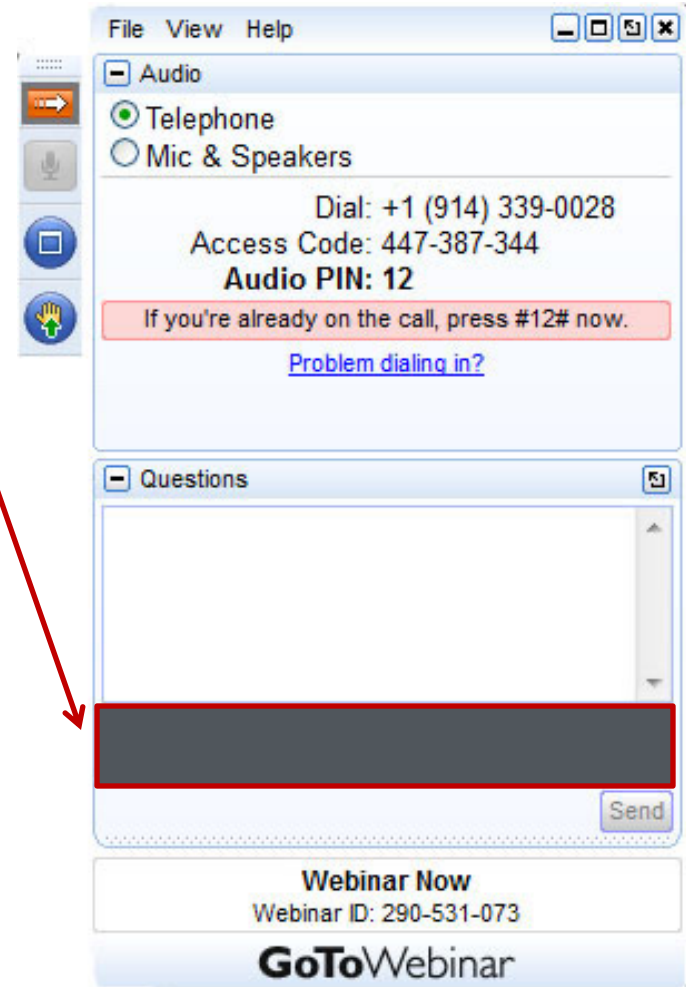 File View Help
Audio
Telephone
Mic & Speakers
Dial: +1 (914) 339-0028
Access Code: 447-387-344
Audio PIN: 12
If you're already on the call, press #12# now.
Problem dialing in?
Questions
Send
Webinar Now
Webinar ID: 290-531-073
GoToWebinar